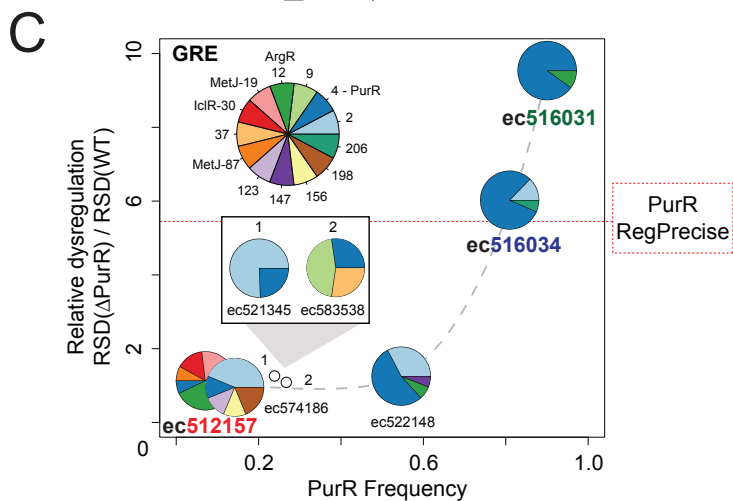 C
GRE
ArgR
12
9
MetJ-19
4 - PurR
IclR-30
2
37
206
MetJ-87
198
123
147
156
10
6
2
0
Relative dysregulation
RSD(ΔPurR) / RSD(WT)
ec516031
ec516034
PurR
RegPrecise
1
2
ec521345
ec583538
1
2
ec574186
ec512157
ec522148
0.2
0.6
1.0
PurR Frequency